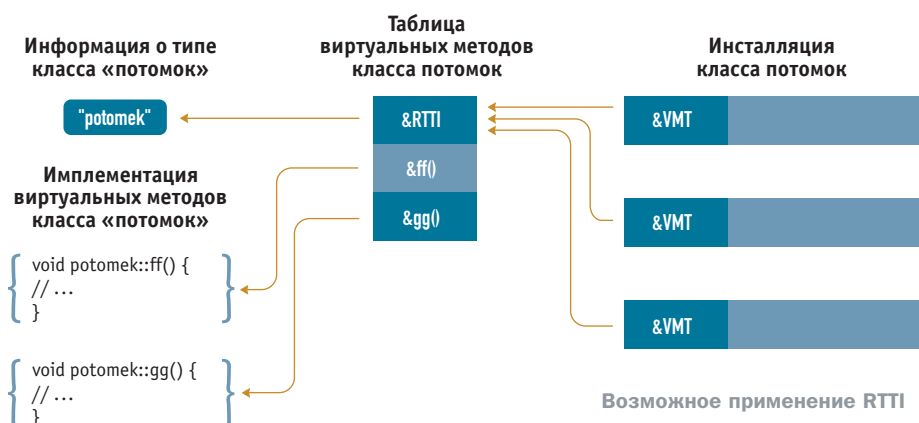 Информация о типе
класса «потомок»
"potomek"
Имплементация
виртуальных методов
класса «потомок»
void potomek::ff() {
// ...
}
void potomek::gg() {
// ...
}
Таблица
виртуальных методов
класса потомок
&RTTI
&ff()
&gg()
Инсталляция
класса потомок
&VMT
&VMT
&VMT
Возможное применение RTTI